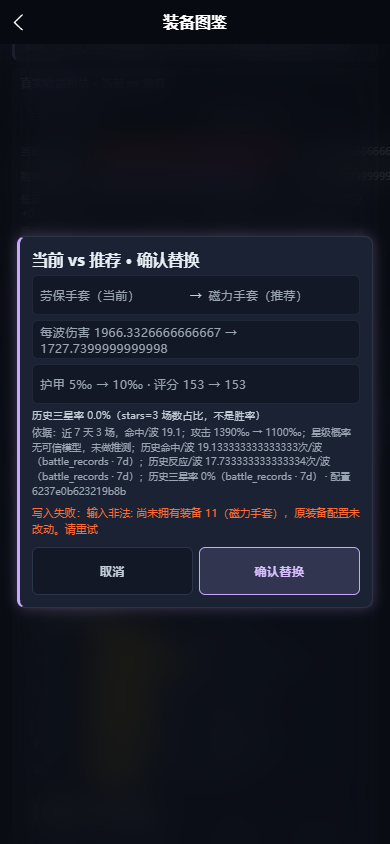 装备图鉴
当前 vs 推荐 • 确认替换
劳保手套（当前） → 磁力手套（推荐）
每波伤害 1966.3326666666667 →
1727.7399999999998
护甲 5‰ → 10‰ · 评分 153 → 153
历史三星率 0.0%（stars=3 场数占比，不是胜率）
依据：近 7 天 3 场，命中/波 19.1；攻击 1390‰ → 1100‰；星级概率
无可信模型，未做推测；历史命中/波 19.133333333333333次/波
（battle_records · 7d）；历史反应/波 17.733333333333334次/波
（battle_records · 7d）；历史三星率 0%（battle_records · 7d） · 配置
6237e0b623219b8b
写入失败：输入非法: 尚未拥有装备 11（磁力手套），原装备配置未
改动。请重试
取消
确认替换